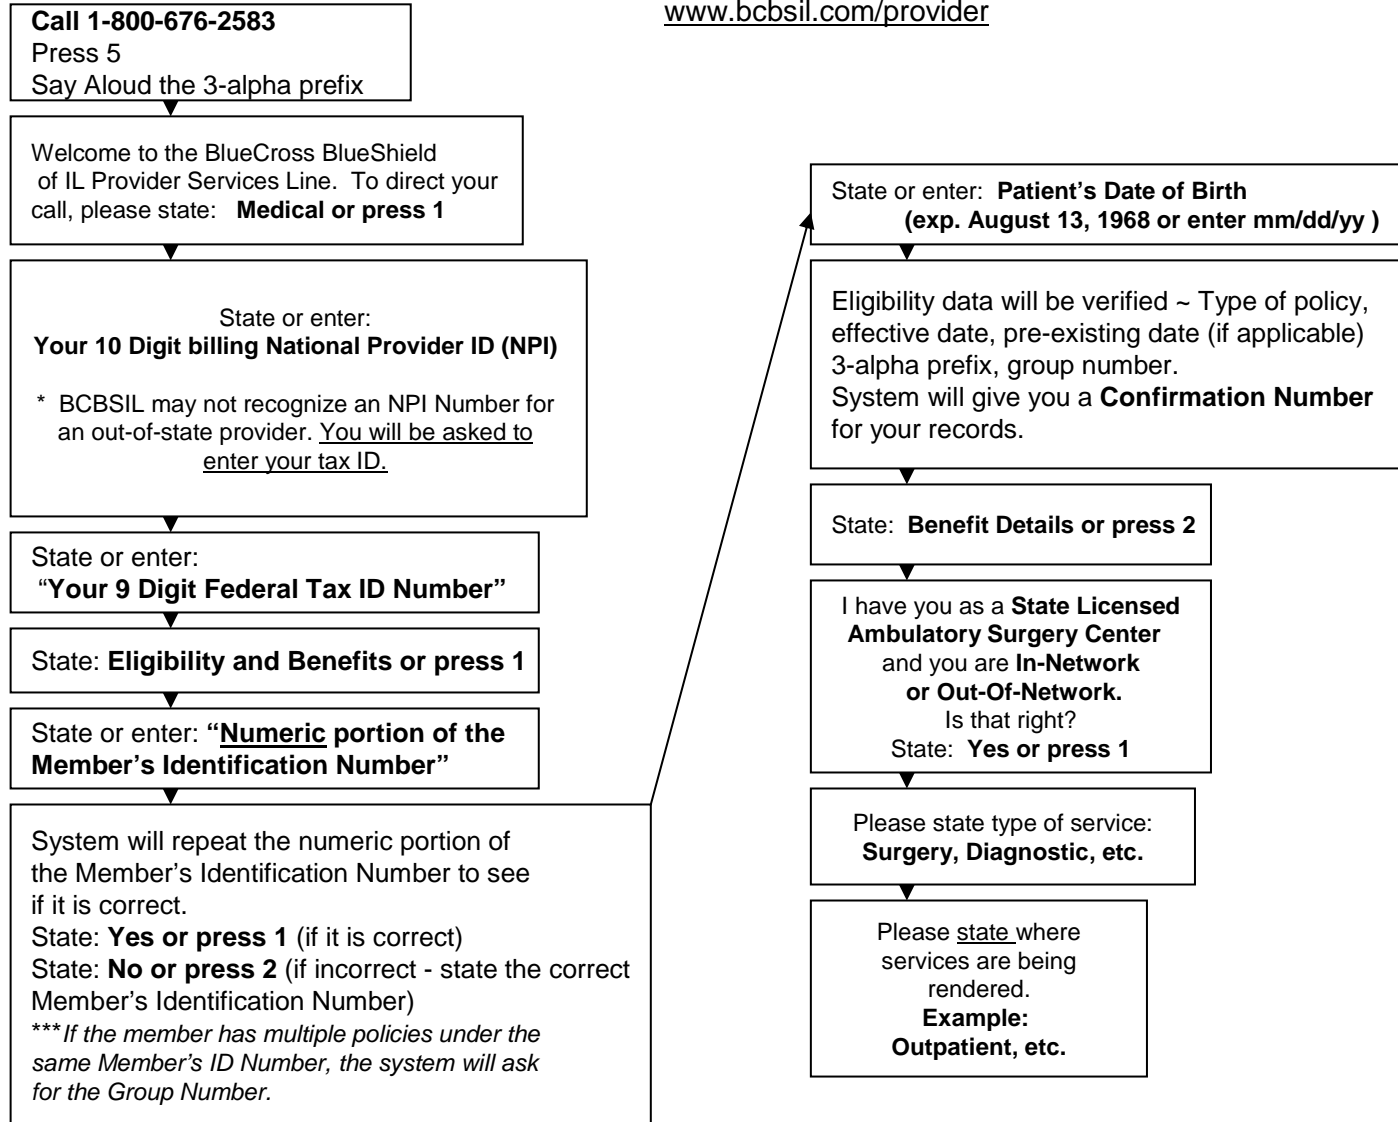 www.bcbsil.com/provider
Call 1-800-676-2583
Press 5
Say Aloud the 3-alpha prefix
Welcome to the BlueCross BlueShield
of IL Provider Services Line. To direct your
call, please state: Medical or press 1
State or enter:
Your 10 Digit billing National Provider ID (NPI)
* BCBSIL may not recognize an NPI Number for
an out-of-state provider. You will be asked to
enter your tax ID.
State or enter:
“Your 9 Digit Federal Tax ID Number”
State: Eligibility and Benefits or press 1
State or enter: “Numeric portion of the
Member’s Identification Number”
System will repeat the numeric portion of
the Member’s Identification Number to see
if it is correct.
State: Yes or press 1 (if it is correct)
State: No or press 2 (if incorrect - state the correct
Member’s Identification Number)
***If the member has multiple policies under the
same Member’s ID Number, the system will ask
for the Group Number.
State or enter: Patient’s Date of Birth
(exp. August 13, 1968 or enter mm/dd/yy )
Eligibility data will be verified ~ Type of policy,
effective date, pre-existing date (if applicable)
3-alpha prefix, group number.
System will give you a Confirmation Number
for your records.
State: Benefit Details or press 2
I have you as a State Licensed
Ambulatory Surgery Center
and you are In-Network
or Out-Of-Network.
Is that right?
State: Yes or press 1
Please state type of service:
Surgery, Diagnostic, etc.
Please state where
services are being
rendered.
Example:
Outpatient, etc.